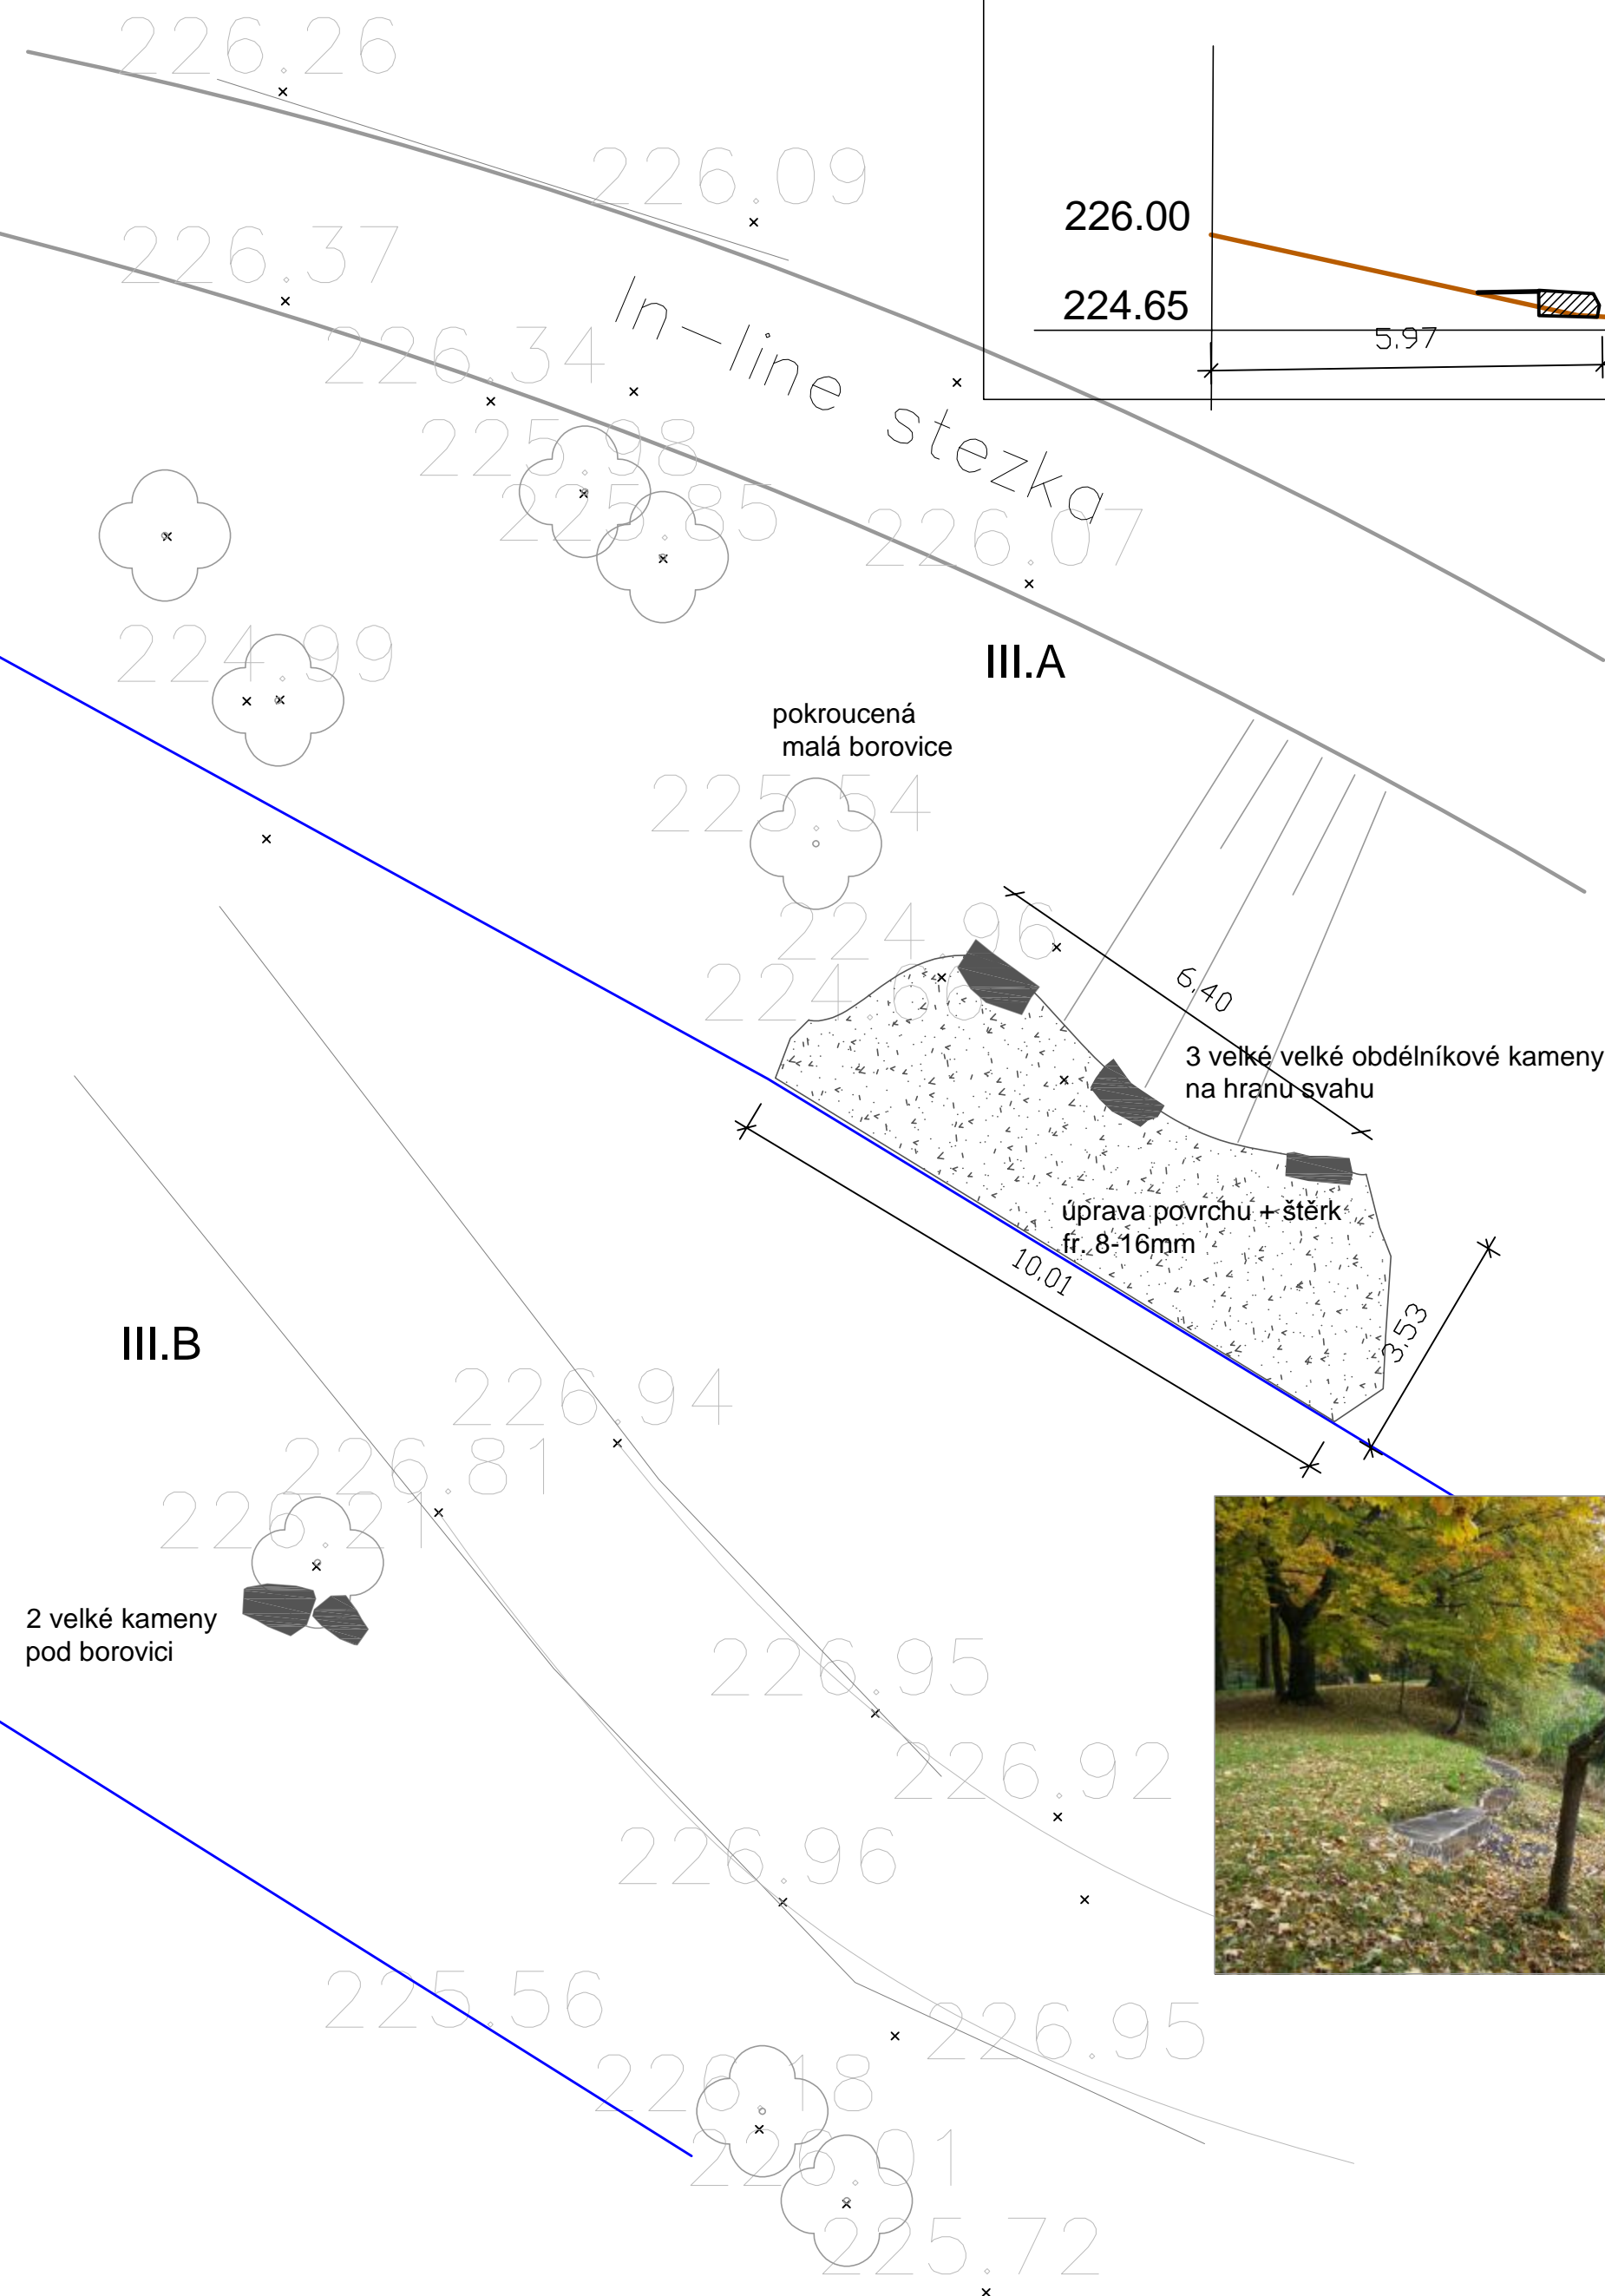 226.26
226.09
226.00
226.37
224.65
5.97
226.34
In-line stezka
225.98
225.85
226.07
224.99
III.A
pokroucená
malá borovice
225.54
224.96
224.66
6,40
3 velké velké obdélníkové kameny
na hranu svahu
úprava povrchu + štěrk
fr. 8-16mm
10,01
3,53
III.B
226.94
226.81
226.21
2 velké kameny
pod borovici
226.95
226.92
226.96
225.56
226.95
226.18
226.01
225.72